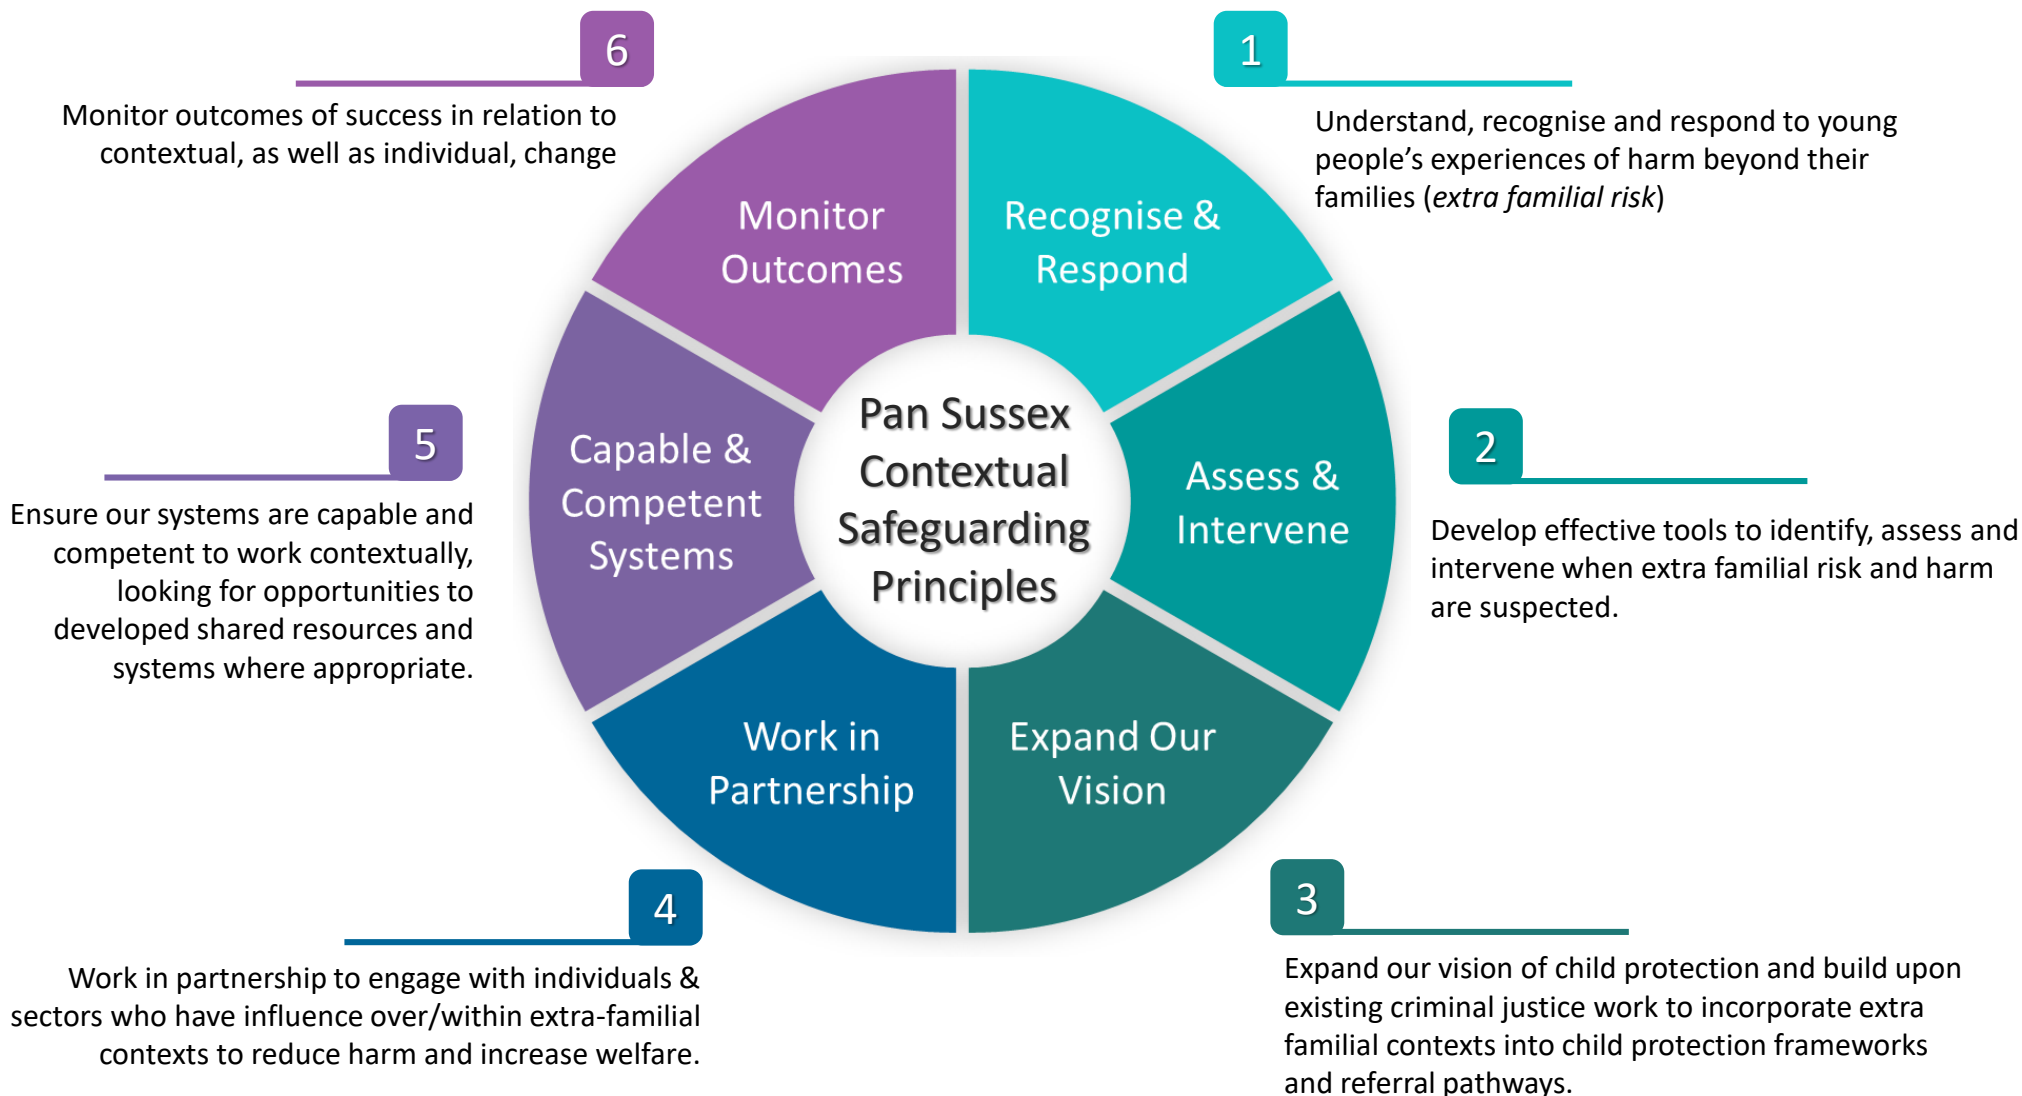 6
Monitor outcomes of success in relation to
contextual, as well as individual, change
1
Understand, recognise and respond to young
people’s experiences of harm beyond their
families (extra familial risk)
Monitor
Outcomes
Recognise &
Respond
5
Ensure our systems are capable and
competent to work contextually,
looking for opportunities to
developed shared resources and
systems where appropriate.
Capable &
Competent
Systems
Pan Sussex
Contextual
Safeguarding
Principles
Assess &
Intervene
2
Develop effective tools to identify, assess and
intervene when extra familial risk and harm
are suspected.
Work in
Partnership
Expand Our
Vision
4
Work in partnership to engage with individuals &
sectors who have influence over/within extra-familial
contexts to reduce harm and increase welfare.
3
Expand our vision of child protection and build upon
existing criminal justice work to incorporate extra
familial contexts into child protection frameworks
and referral pathways.